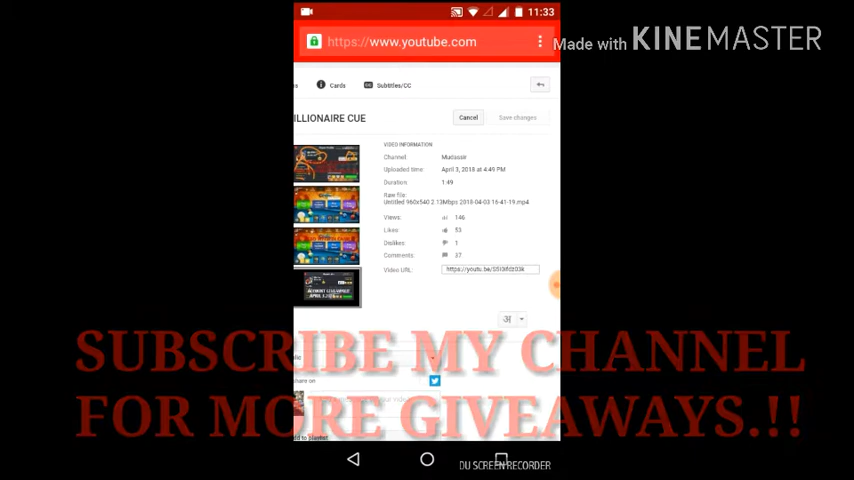 11:33
https://www.youtube.com
Made with KINEMASTER
Cards
Subtitles/CC
ILLIONAIRE CUE
Cancel
Save changes
VIDEO INFORMATION
Channel: Mudassir
Uploaded time: April 3, 2018 at 4:49 PM
Duration: 1:49
Raw file:
Untitled 960x540 2.13Mbps 2018-04-03 16-41-19.mp4
Views: 146
Likes: 53
Dislikes: 1
Comments: 37
Video URL:
अ
SUBSCRIBE MY CHANNEL
share on
FOR MORE GIVEAWAYS.!!
dd to playlist
DU SCREEN RECORDER